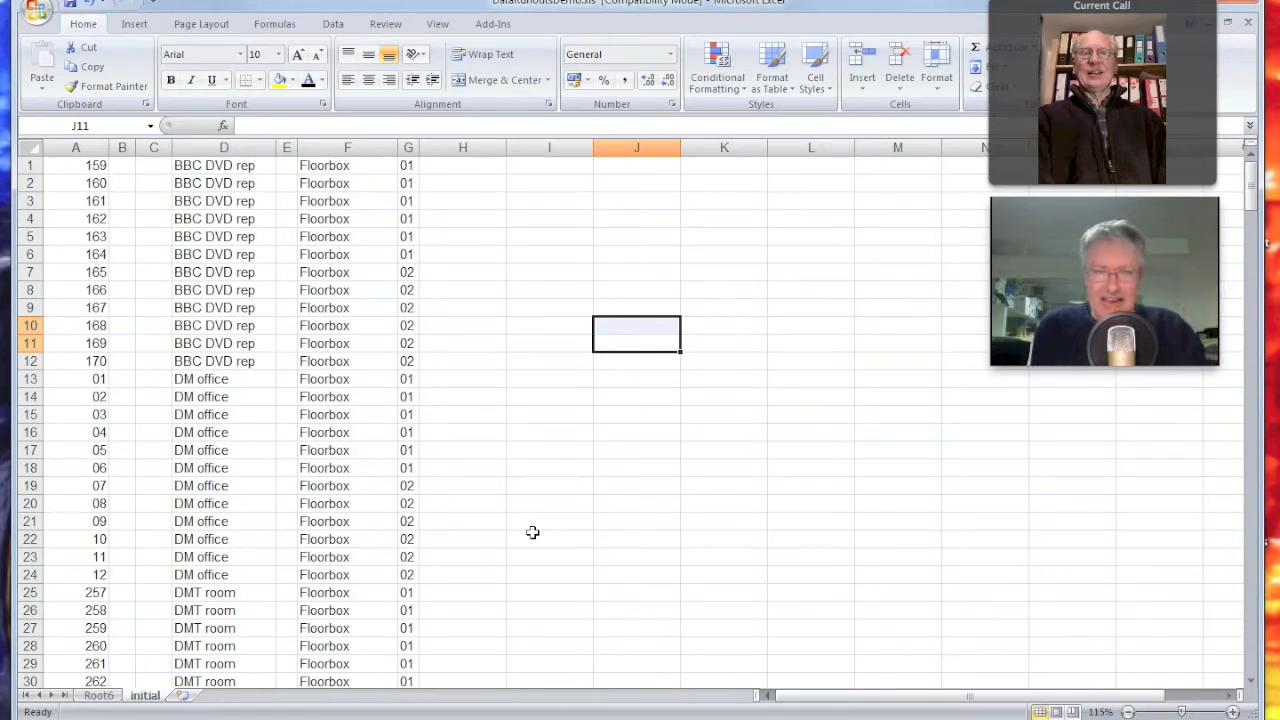 DataRunoutsDemo.xls [Compatibility Mode] - Microsoft Excel
Current Call
Home Insert Page Layout Formulas Data Review View Add-Ins
Cut
Copy
Format Painter
Paste
Clipboard
Arial 10
B I U
Font
Wrap Text
Merge & Center
Alignment
General
Number
Conditional Formatting
Format as Table
Cell Styles
Styles
Insert Delete Format
Cells
J11 fx
A B C D E F G H I J K L M N
1 159 BBC DVD rep Floorbox 01
2 160 BBC DVD rep Floorbox 01
3 161 BBC DVD rep Floorbox 01
4 162 BBC DVD rep Floorbox 01
5 163 BBC DVD rep Floorbox 01
6 164 BBC DVD rep Floorbox 01
7 165 BBC DVD rep Floorbox 02
8 166 BBC DVD rep Floorbox 02
9 167 BBC DVD rep Floorbox 02
10 168 BBC DVD rep Floorbox 02
11 169 BBC DVD rep Floorbox 02
12 170 BBC DVD rep Floorbox 02
13 01 DM office Floorbox 01
14 02 DM office Floorbox 01
15 03 DM office Floorbox 01
16 04 DM office Floorbox 01
17 05 DM office Floorbox 01
18 06 DM office Floorbox 01
19 07 DM office Floorbox 02
20 08 DM office Floorbox 02
21 09 DM office Floorbox 02
22 10 DM office Floorbox 02
23 11 DM office Floorbox 02
24 12 DM office Floorbox 02
25 257 DMT room Floorbox 01
26 258 DMT room Floorbox 01
27 259 DMT room Floorbox 01
28 260 DMT room Floorbox 01
29 261 DMT room Floorbox 01
30 262 DMT room Floorbox 01
Root6 initial
Ready 115%